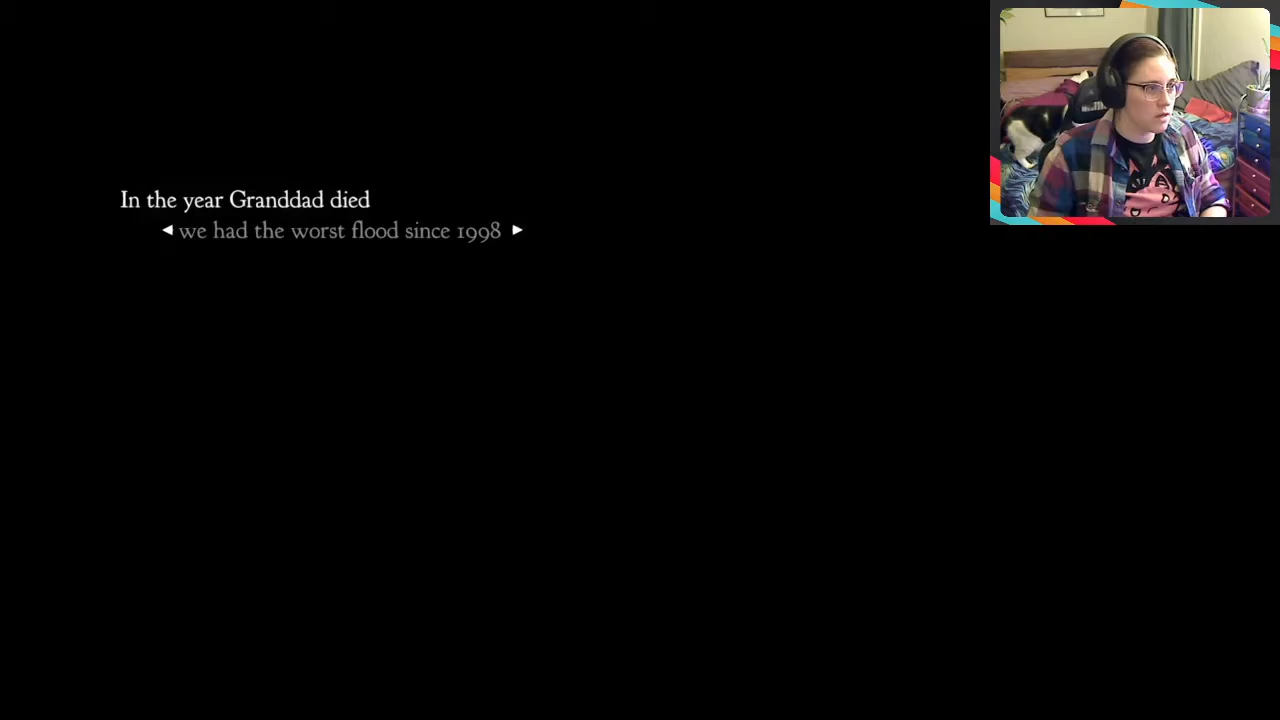 In the year Granddad died
we had the worst flood since 1998